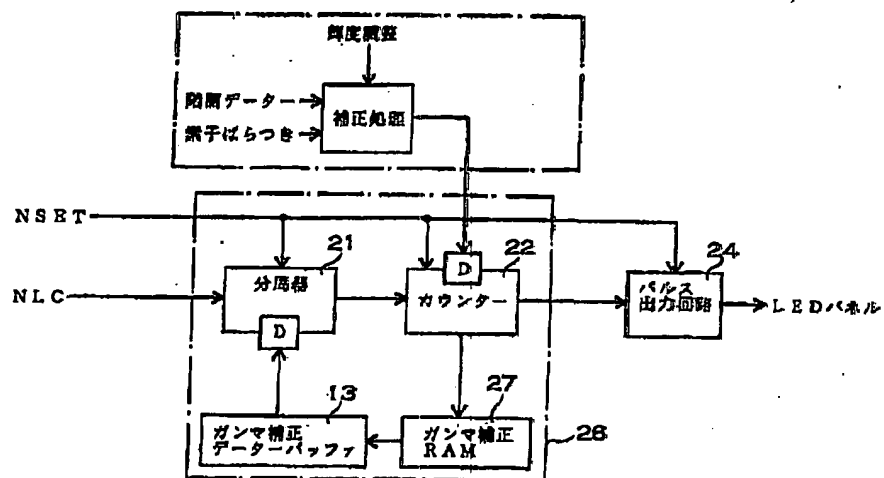 輝度調整
階調データー
素子ばらつき
補正処理
NSET
NLC
21
分周器
D
D
22
カウンター
24
パルス
出力回路
LEDパネル
13
ガンマ補正
データーバッファ
27
ガンマ補正
RAM
26